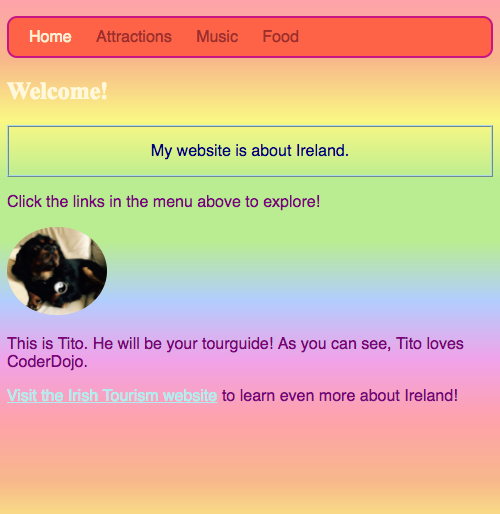 Home Attractions Music Food
Welcome!
My website is about Ireland.
Click the links in the menu above to explore!
This is Tito. He will be your tourguide! As you can see, Tito loves
CoderDojo.
Visit the Irish Tourism website to learn even more about Ireland!